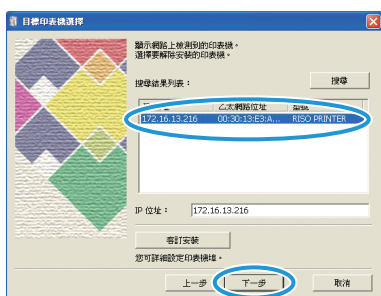 目標印表機選擇
顯示網路上檢測到的印表機。
選擇要解除安裝的印表機。
搜尋結果列表：
搜尋
乙太網路位址
172.16.13.216 00:30:13:E3:A... RISO PRINTER
IP 位址： 172.16.13.216
客訂安裝
您可詳細設定印表機埠。
上一步 下一步 取消